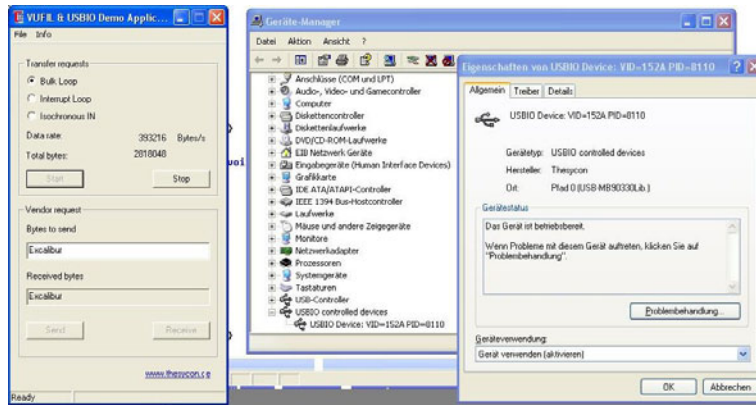 VUFIL & USBIO Demo Applic...
File Info
Transfer requests
Bulk Loop
Interrupt Loop
Isochronous IN
Data rate: 393216 Bytes/s
Total bytes: 2818048
Start Stop
Vendor request
Bytes to send
Excalibur
Received bytes
Excalibur
Send Receive
Ready
Geräte-Manager
Datei Aktion Ansicht ?
Anschlüsse (COM und LPT)
Audio-, Video- und Gamecontroller
Computer
Diskettencontroller
Diskettenlaufwerke
DVD/CD-ROM-Laufwerke
EIB Netzwerk Geräte
Eingabegeräte (Human Interface Devices)
Grafikkarte
IDE ATA/ATAPI-Controller
IEEE 1394 Bus-Hostcontroller
Laufwerke
Mäuse und andere Zeigegeräte
Monitore
Netzwerkadapter
Prozessoren
Systemgeräte
Tastaturen
USB-Controller
USBIO controlled devices
USBIO Device: VID=152A PID=8110
Eigenschaften von USBIO Device: VID=152A PID=8110
Allgemein Treiber Details
USBIO Device: VID=152A PID=8110
Gerätetyp: USBIO controlled devices
Hersteller: Thesycon
Ort: Pfad 0 (USB-MB90330Lib.)
Gerätestatus
Das Gerät ist betriebsbereit.
Wenn Probleme mit diesem Gerät auftreten, klicken Sie auf
"Problembehandlung".
Problembehandlung...
Geräteverwendung:
Gerät verwenden (aktivieren)
OK Abbrechen